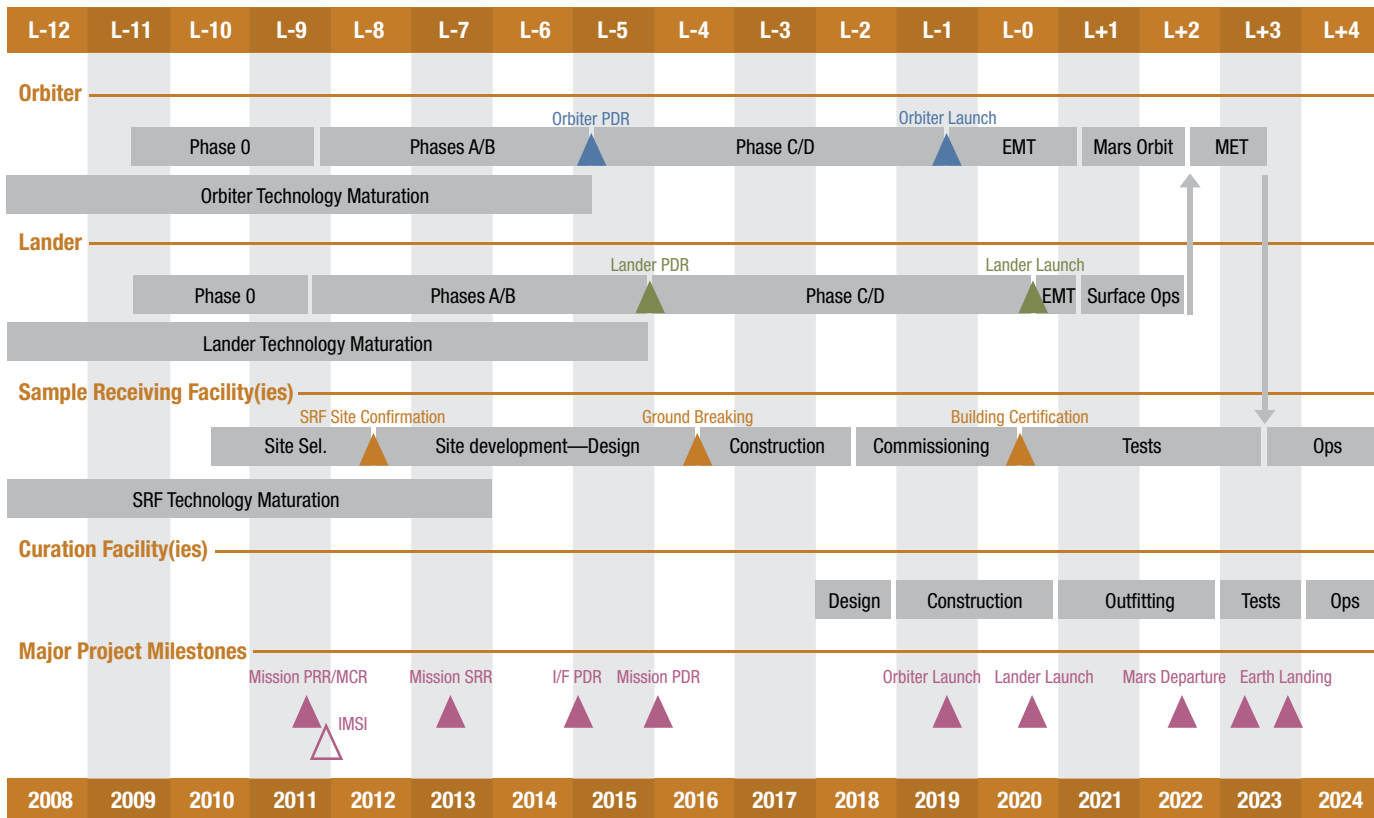 L-12 L-11 L-10 L-9 L-8 L-7 L-6 L-5 L-4 L-3 L-2 L-1 L-0 L+1 L+2 L+3 L+4
Orbiter
Orbiter PDR Orbiter Launch
Phase 0 Phases A/B Phase C/D EMT Mars Orbit MET
Orbiter Technology Maturation
Lander
Lander PDR Lander Launch
Phase 0 Phases A/B Phase C/D EMT Surface Ops
Lander Technology Maturation
Sample Receiving Facility(ies)
SRF Site Confirmation Ground Breaking Building Certification
Site Sel. Site development—Design Construction Commissioning Tests Ops
SRF Technology Maturation
Curation Facility(ies)
Design Construction Outfitting Tests Ops
Major Project Milestones
Mission PRR/MCR Mission SRR I/F PDR Mission PDR Orbiter Launch Lander Launch Mars Departure Earth Landing
IMSI
2008 2009 2010 2011 2012 2013 2014 2015 2016 2017 2018 2019 2020 2021 2022 2023 2024